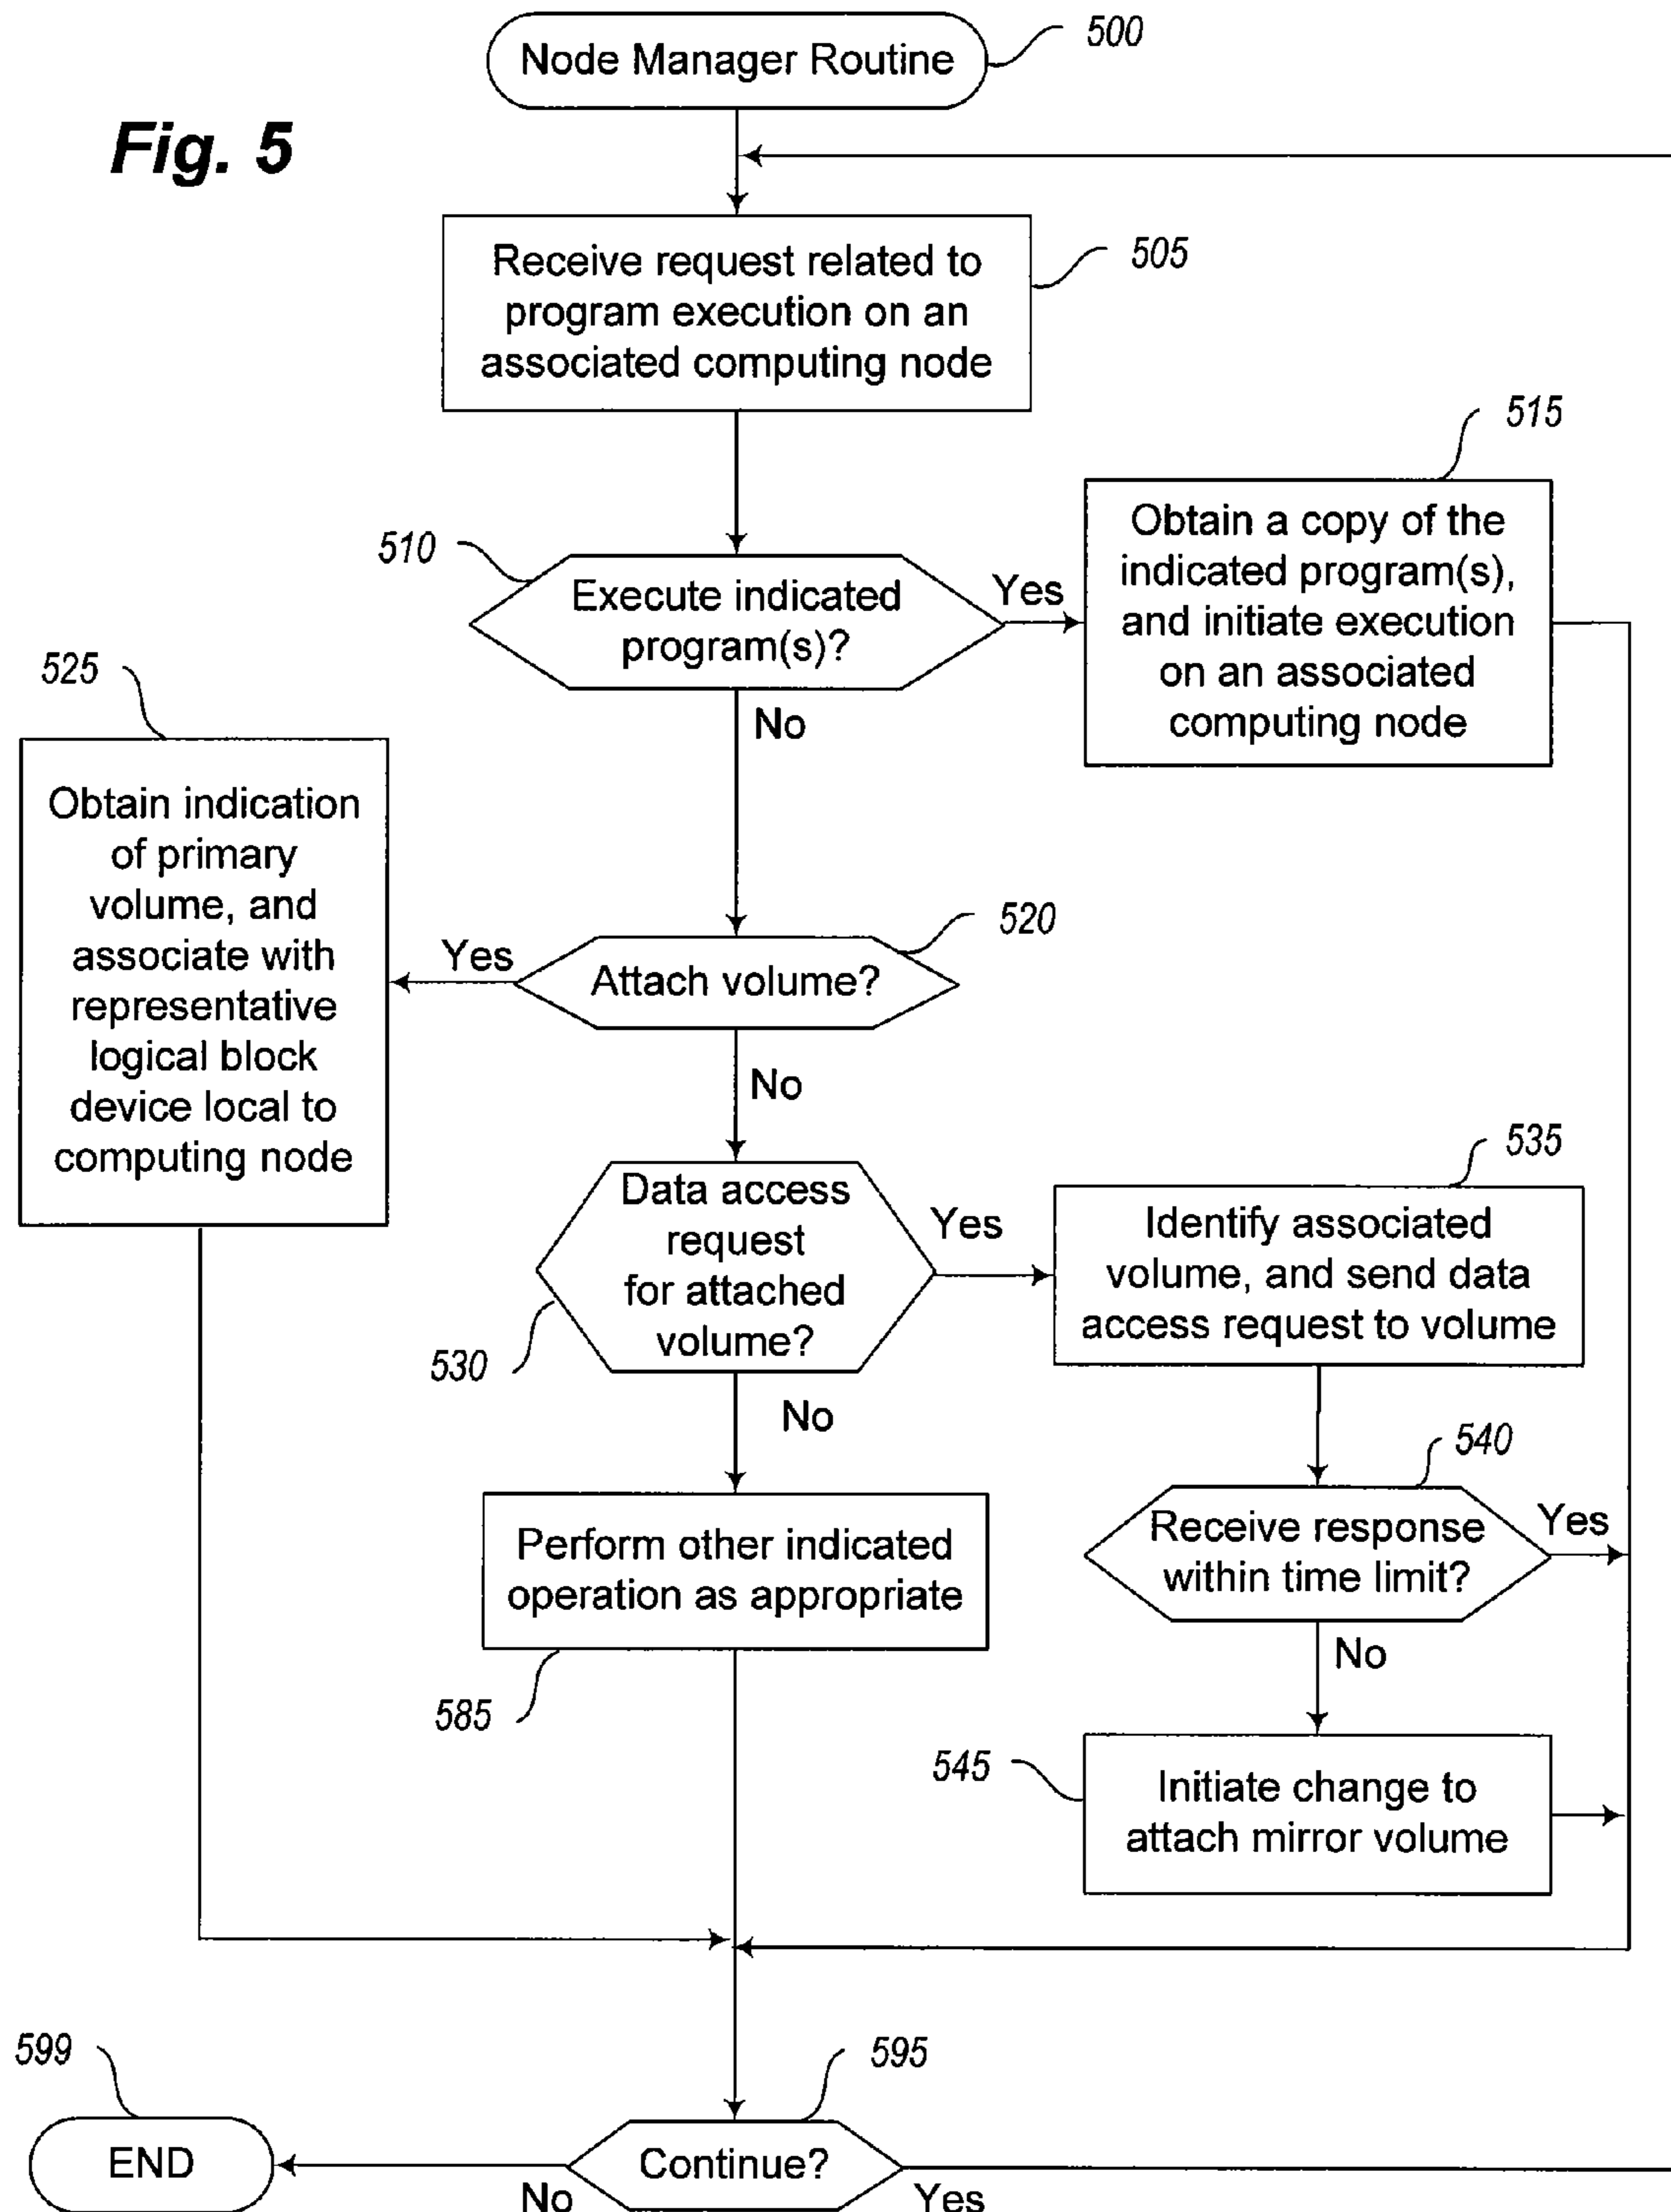 Node Manager Routine
500
Fig. 5
Receive request related to
program execution on an
associated computing node
505
515
Obtain a copy of the
indicated program(s),
and initiate execution
on an associated
computing node
510
Execute indicated
program(s)?
Yes
No
525
Obtain indication
of primary
volume, and
associate with
representative
logical block
device local to
computing node
Yes
520
Attach volume?
No
Data access
request
for attached
volume?
530
Yes
535
Identify associated
volume, and send data
access request to volume
No
540
Receive response
within time limit?
Yes
No
Perform other indicated
operation as appropriate
585
545
Initiate change to
attach mirror volume
599
END
595
Continue?
No
Yes